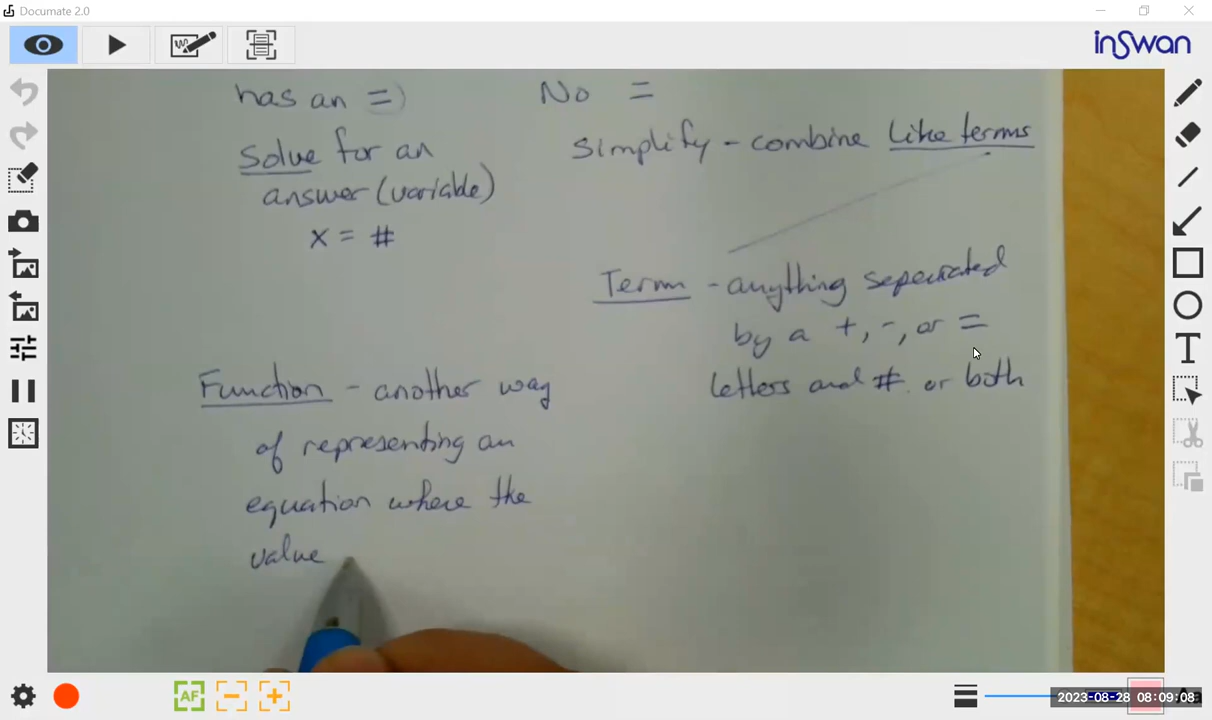 Documate 2.0
inSwan
has an =)
Solve for an
answer (variable)
x = #
No =
Simplify - combine like terms
Term - anything seperated
by a +, -, or =
letters and #. or both
Function - another way
of representing an
equation where the
value
AF
T
2023-08-28 08:09:08